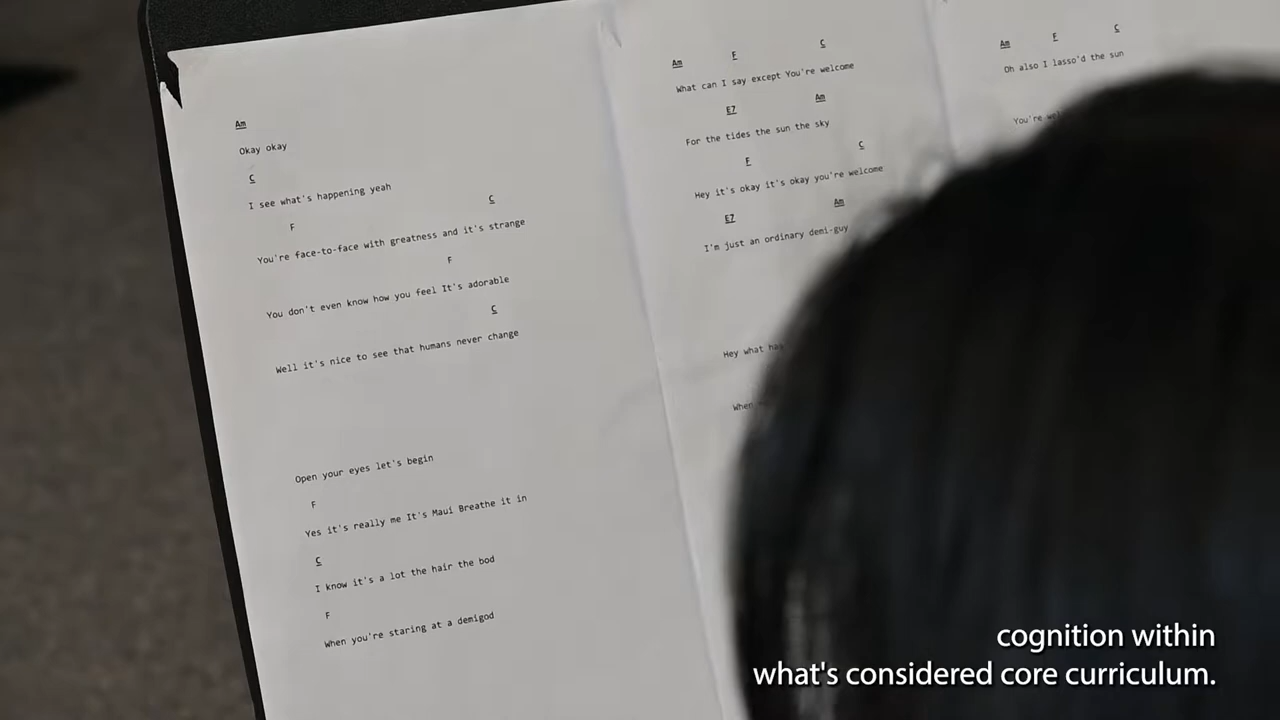 Am
Okay okay
C
I see what's happening yeah
F C
You're face-to-face with greatness and it's strange
F
You don't even know how you feel It's adorable
C
Well it's nice to see that humans never change
Open your eyes let's begin
F
Yes it's really me It's Maui Breathe it in
C
I know it's a lot the hair the bod
F
When you're staring at a demigod
Am F C
What can I say except You're welcome
E7 Am
For the tides the sun the sky
F C
Hey it's okay it's okay you're welcome
E7 Am
I'm just an ordinary demi-guy
Hey what
When
Am F C
Oh also I lasso'd the sun
You're
cognition within
what's considered core curriculum.